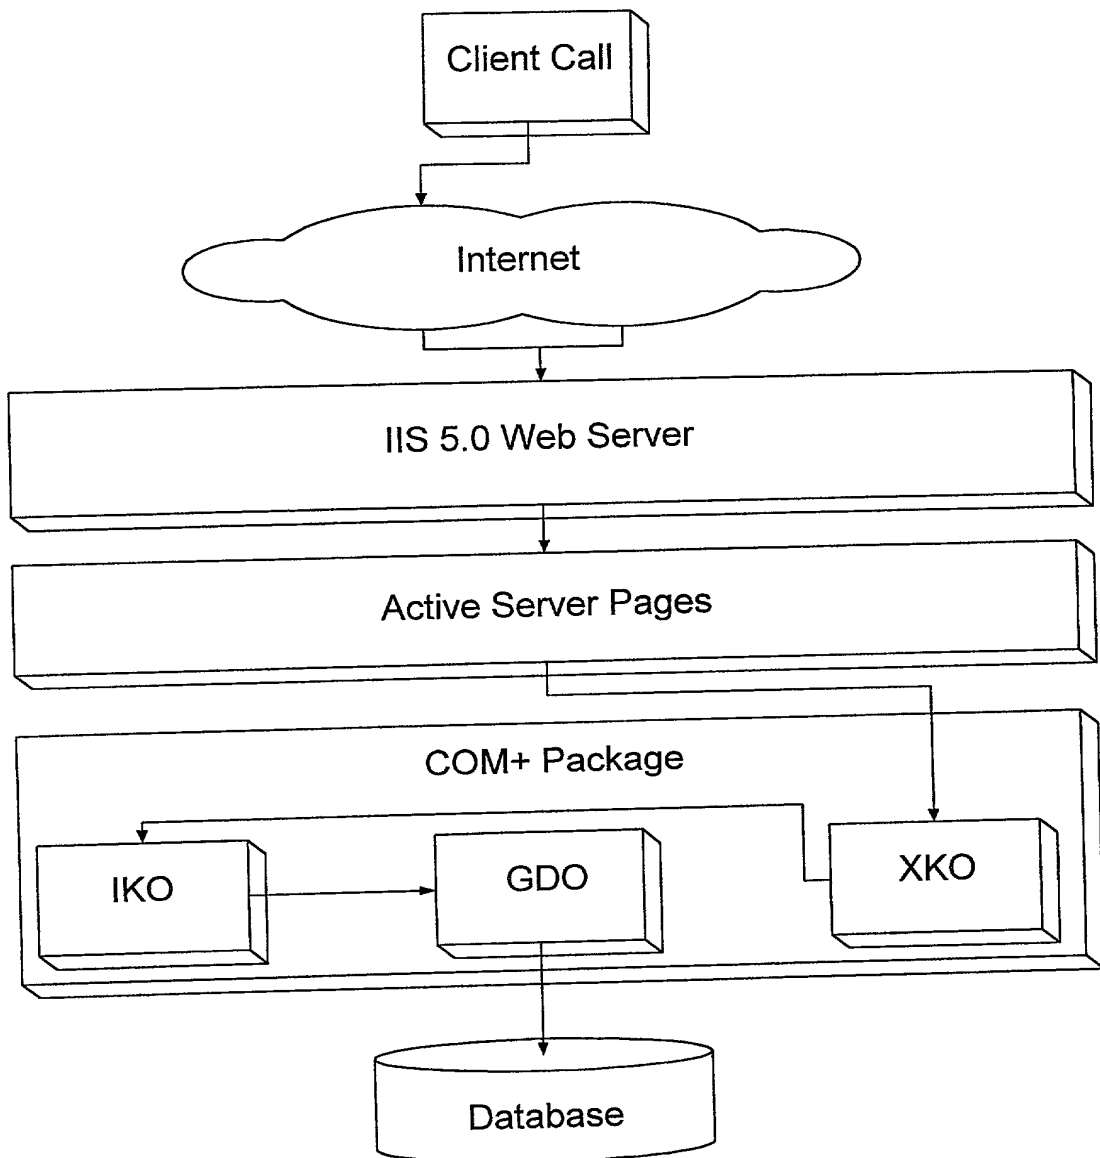 Client Call
Internet
IIS 5.0 Web Server
Active Server Pages
COM+ Package
IKO
GDO
XKO
Database